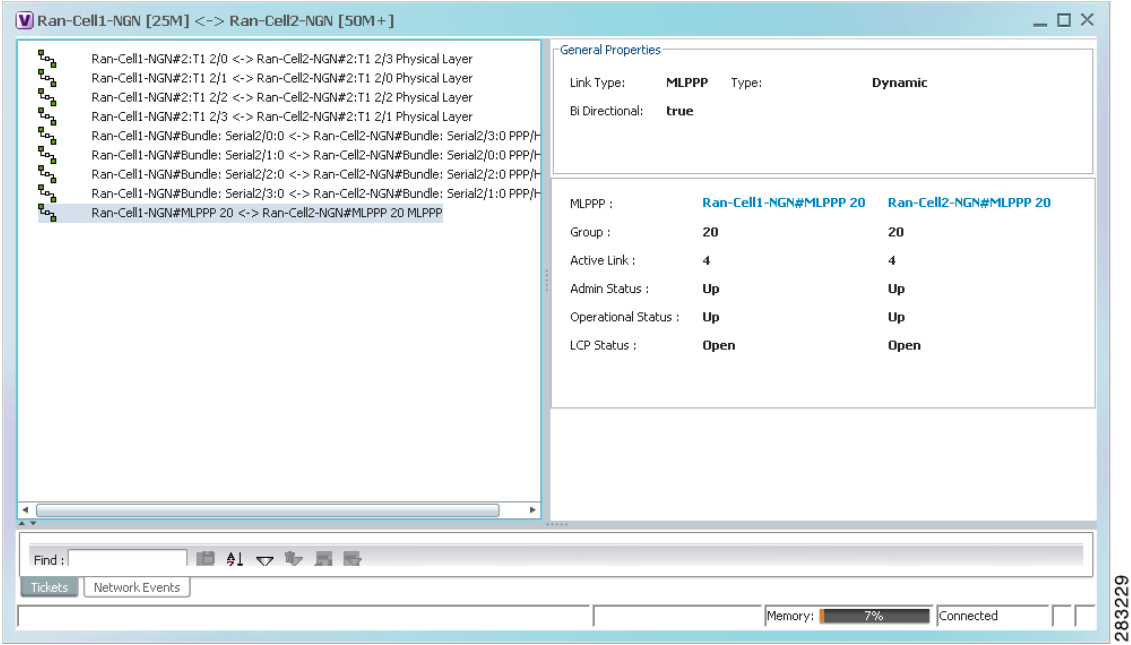 Ran-Cell1-NGN [25M] <-> Ran-Cell2-NGN [50M+]
Ran-Cell1-NGN#2:T1 2/0 <-> Ran-Cell2-NGN#2:T1 2/3 Physical Layer
Ran-Cell1-NGN#2:T1 2/1 <-> Ran-Cell2-NGN#2:T1 2/0 Physical Layer
Ran-Cell1-NGN#2:T1 2/2 <-> Ran-Cell2-NGN#2:T1 2/2 Physical Layer
Ran-Cell1-NGN#2:T1 2/3 <-> Ran-Cell2-NGN#2:T1 2/1 Physical Layer
Ran-Cell1-NGN#Bundle: Serial2/0:0 <-> Ran-Cell2-NGN#Bundle: Serial2/3:0 PPP/H
Ran-Cell1-NGN#Bundle: Serial2/1:0 <-> Ran-Cell2-NGN#Bundle: Serial2/0:0 PPP/H
Ran-Cell1-NGN#Bundle: Serial2/2:0 <-> Ran-Cell2-NGN#Bundle: Serial2/2:0 PPP/H
Ran-Cell1-NGN#Bundle: Serial2/3:0 <-> Ran-Cell2-NGN#Bundle: Serial2/1:0 PPP/H
Ran-Cell1-NGN#MLPPP 20 <-> Ran-Cell2-NGN#MLPPP 20 MLPPP
General Properties
Link Type: MLPPP Type: Dynamic
Bi Directional: true
MLPPP : Ran-Cell1-NGN#MLPPP 20 Ran-Cell2-NGN#MLPPP 20
Group : 20 20
Active Link : 4 4
Admin Status : Up Up
Operational Status : Up Up
LCP Status : Open Open
Find :
Tickets Network Events
Memory: 7% Connected
283229